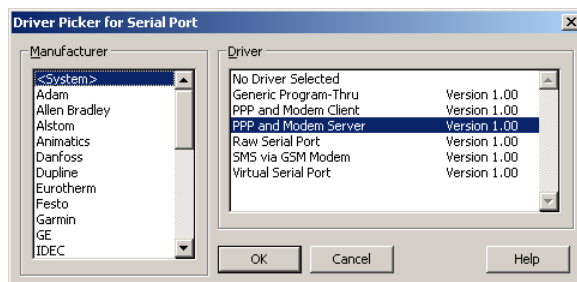 Driver Picker for Serial Port
Manufacturer
<System>
Adam
Allen Bradley
Alstom
Animatics
Danfoss
Dupline
Eurotherm
Festo
Garmin
GE
IDEC
Driver
No Driver Selected
Generic Program-Thru Version 1.00
PPP and Modem Client Version 1.00
PPP and Modem Server Version 1.00
Raw Serial Port Version 1.00
SMS via GSM Modem Version 1.00
Virtual Serial Port Version 1.00
OK Cancel Help